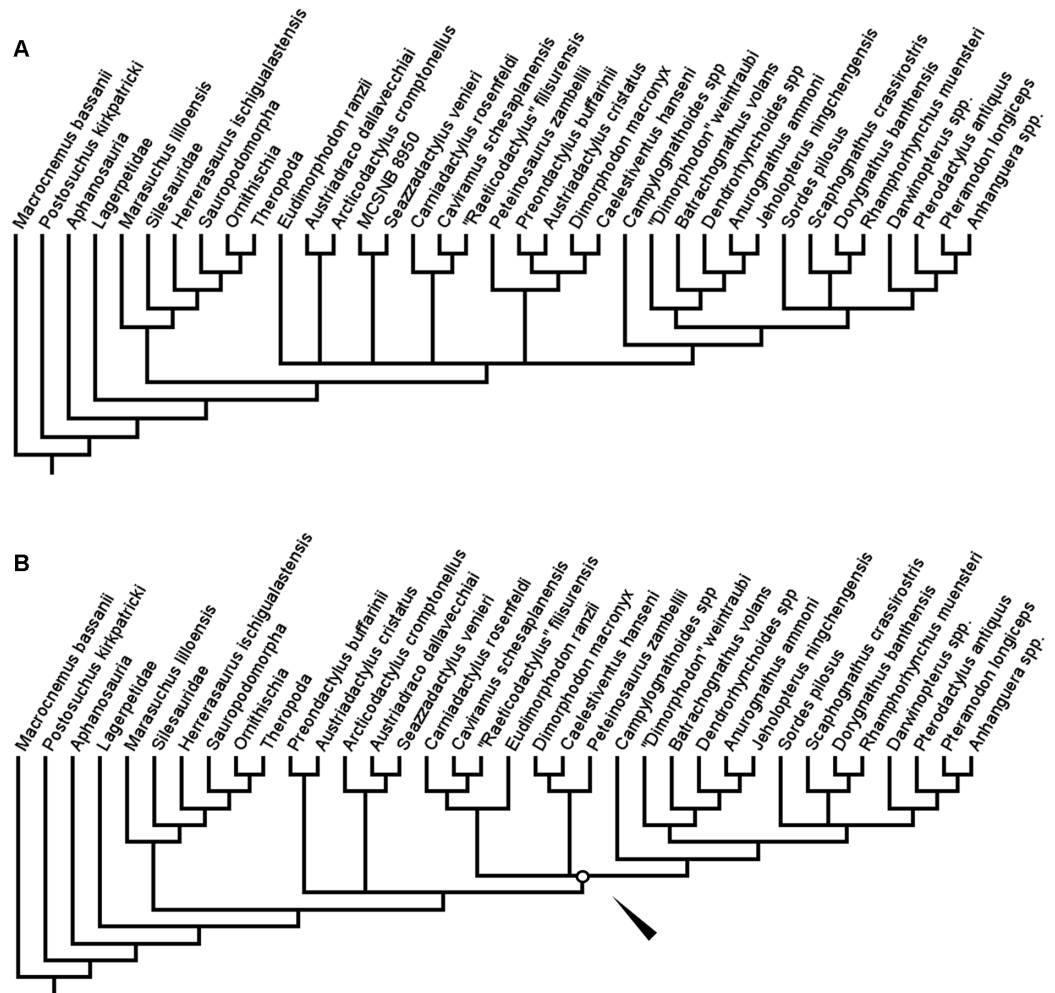 A
Macrocnemus bassanii
Postosuchus kirkpatricki
Aphanosauria
Lagerpetidae
Marasuchus lilloensis
Silesauridae
Herrerasaurus ischigualastensis
Sauropodomorpha
Ornithischia
Theropoda
Eudimorphodon ranzii
Austriadraco dallavecchiai
Arcticodactylus cromptonellus
MCSNB 8950
Seazzadactylus venieri
Carniadactylus rosenfeldi
Caviramus schesaplanensis
"Raeticodactylus" filisurensis
Peteinosaurus zambellii
Preondactylus buffarinii
Austriadactylus cristatus
Dimorphodon macronyx
Caelestiventus hanseni
Campylognathoides spp
"Dimorphodon" weintraubi
Batrachognathus volans
Dendrorhynchoides spp
Anurognathus ammoni
Jeholopterus ningchengensis
Sordes pilosus
Scaphognathus crassirostris
Dorygnathus banthensis
Rhamphorhynchus muensteri
Darwinopterus spp.
Pterodactylus antiquus
Pteranodon longiceps
Anhanguera spp.
B
Macrocnemus bassanii
Postosuchus kirkpatricki
Aphanosauria
Lagerpetidae
Marasuchus lilloensis
Silesauridae
Herrerasaurus ischigualastensis
Sauropodomorpha
Ornithischia
Theropoda
Preondactylus buffarinii
Austriadactylus cristatus
Arcticodactylus cromptonellus
Austriadraco dallavecchiai
Seazzadactylus venieri
Carniadactylus rosenfeldi
Caviramus schesaplanensis
"Raeticodactylus" filisurensis
Eudimorphodon ranzii
Dimorphodon macronyx
Caelestiventus hanseni
Peteinosaurus zambellii
Campylognathoides spp
"Dimorphodon" weintraubi
Batrachognathus volans
Dendrorhynchoides spp
Anurognathus ammoni
Jeholopterus ningchengensis
Sordes pilosus
Scaphognathus crassirostris
Dorygnathus banthensis
Rhamphorhynchus muensteri
Darwinopterus spp.
Pterodactylus antiquus
Pteranodon longiceps
Anhanguera spp.